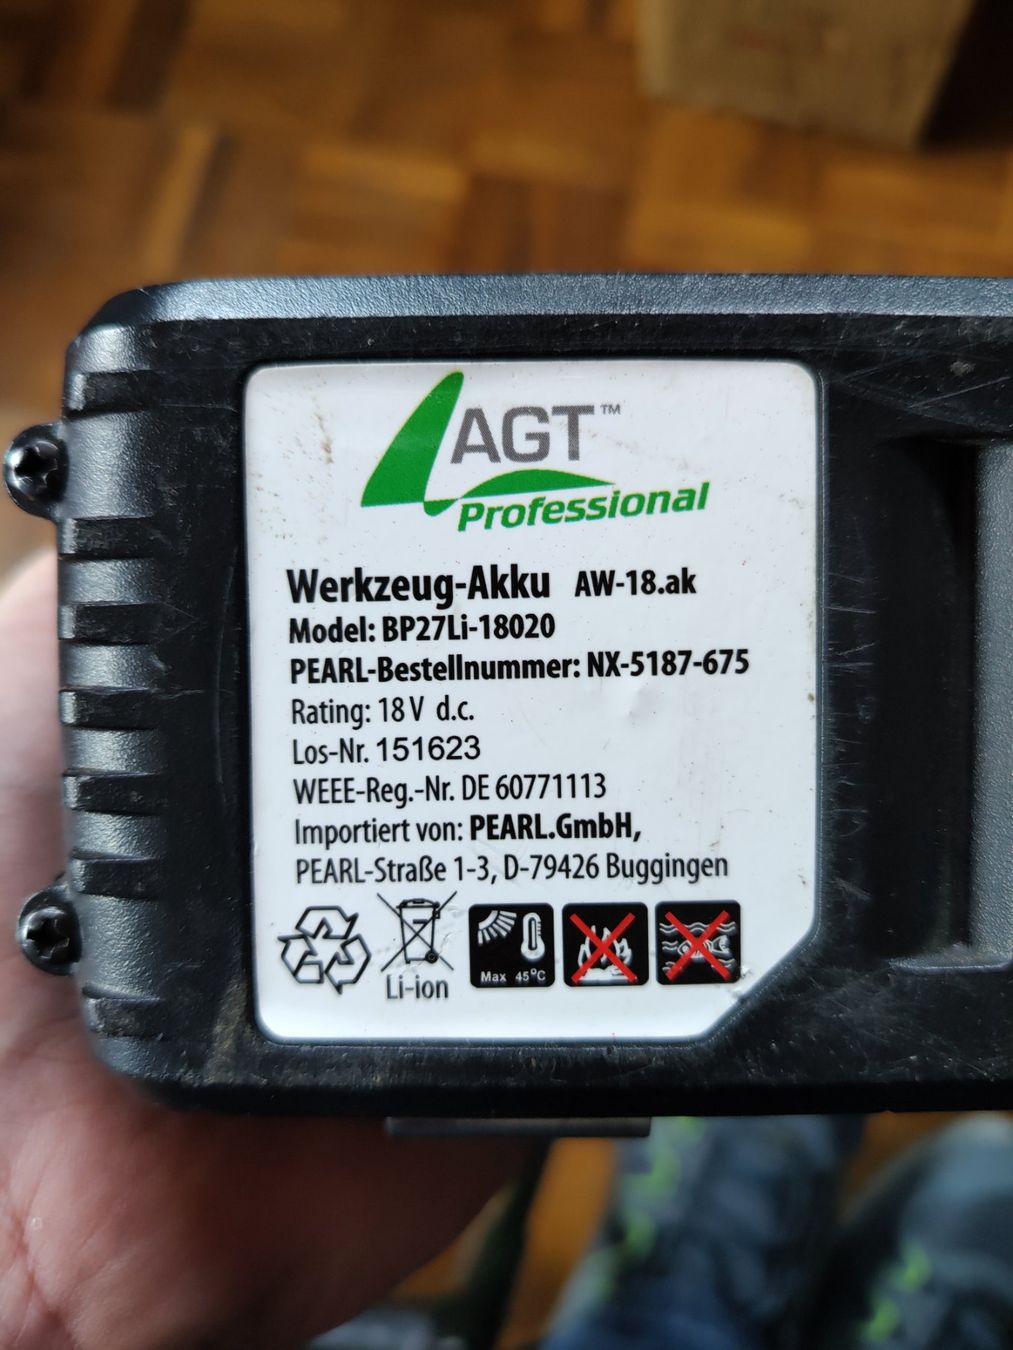 AGT™
Professional
Werkzeug-Akku AW-18.ak
Model: BP27Li-18020
PEARL-Bestellnummer: NX-5187-675
Rating: 18 V d.c.
Los-Nr. 151623
WEEE-Reg.-Nr. DE 60771113
Importiert von: PEARL.GmbH,
PEARL-Straße 1-3, D-79426 Buggingen
Li-ion
Max 45°C